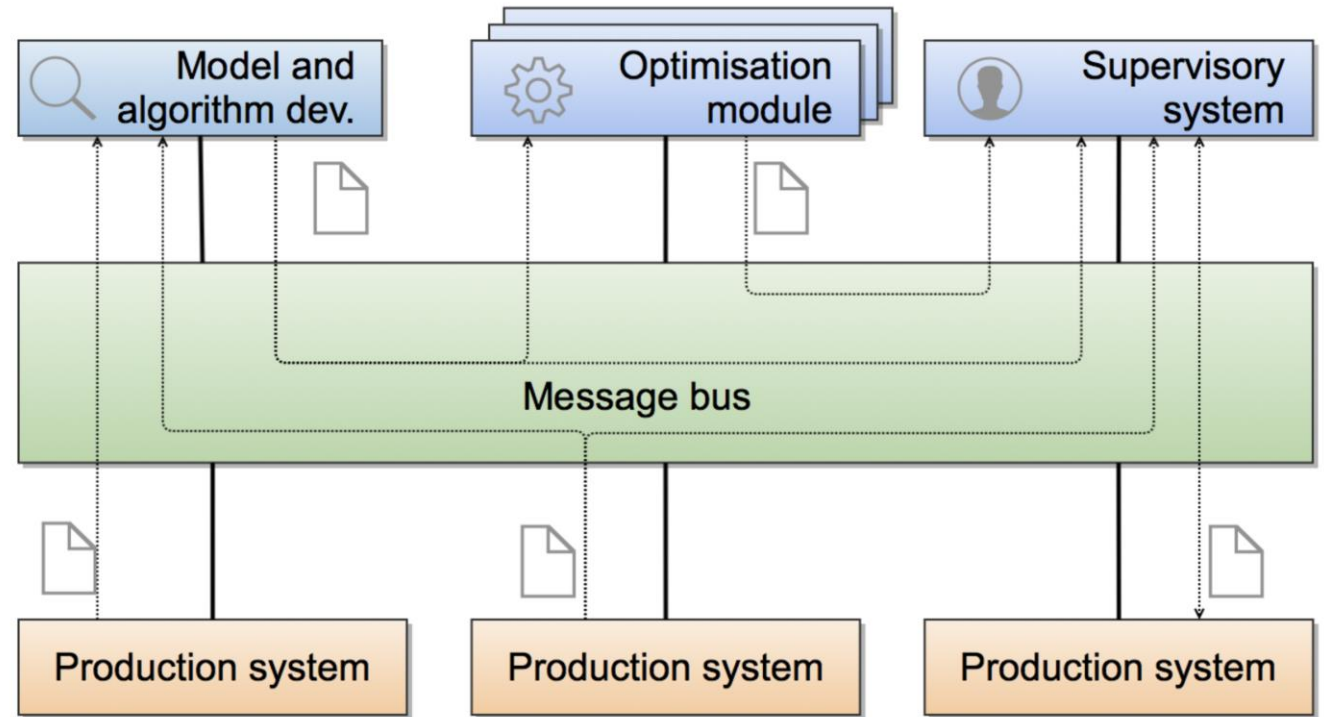 Model and
algorithm dev.
Optimisation
module
Supervisory
system
Message bus
Production system
Production system
Production system